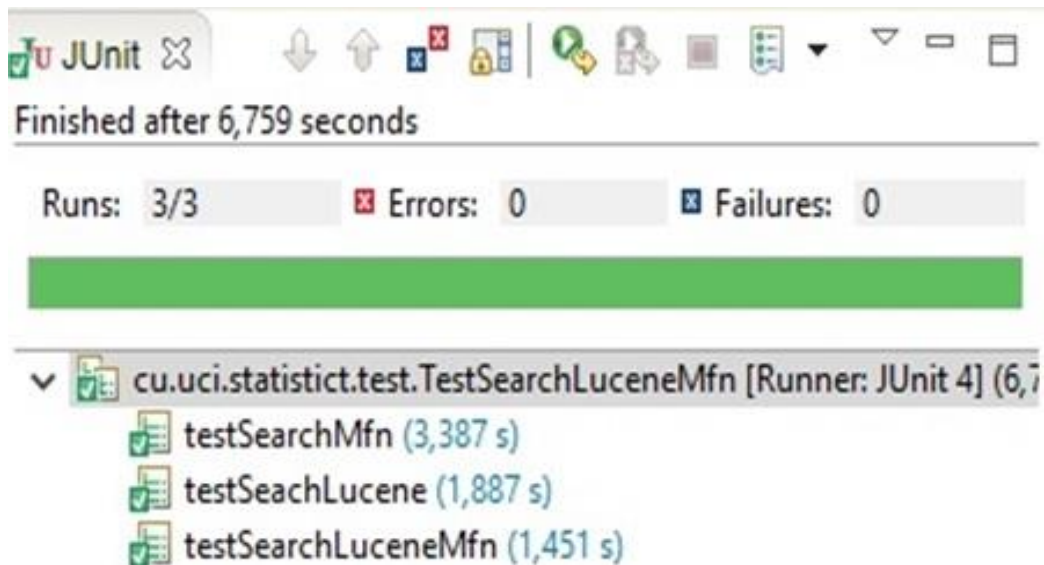 JUnit
Finished after 6,759 seconds
Runs: 3/3 Errors: 0 Failures: 0
cu.uci.statistict.test.TestSearchLuceneMfn [Runner: JUnit 4] (6,7
testSearchMfn (3,387 s)
testSeachLucene (1,887 s)
testSearchLuceneMfn (1,451 s)